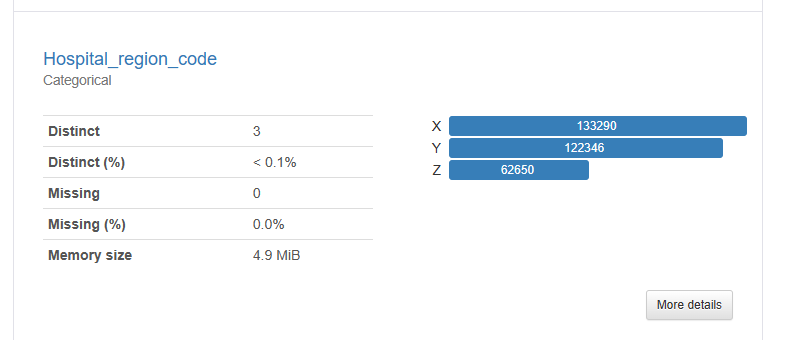 Hospital_region_code
Categorical
Distinct 3
Distinct (%) < 0.1%
Missing 0
Missing (%) 0.0%
Memory size 4.9 MiB
X 133290
Y 122346
Z 62650
More details